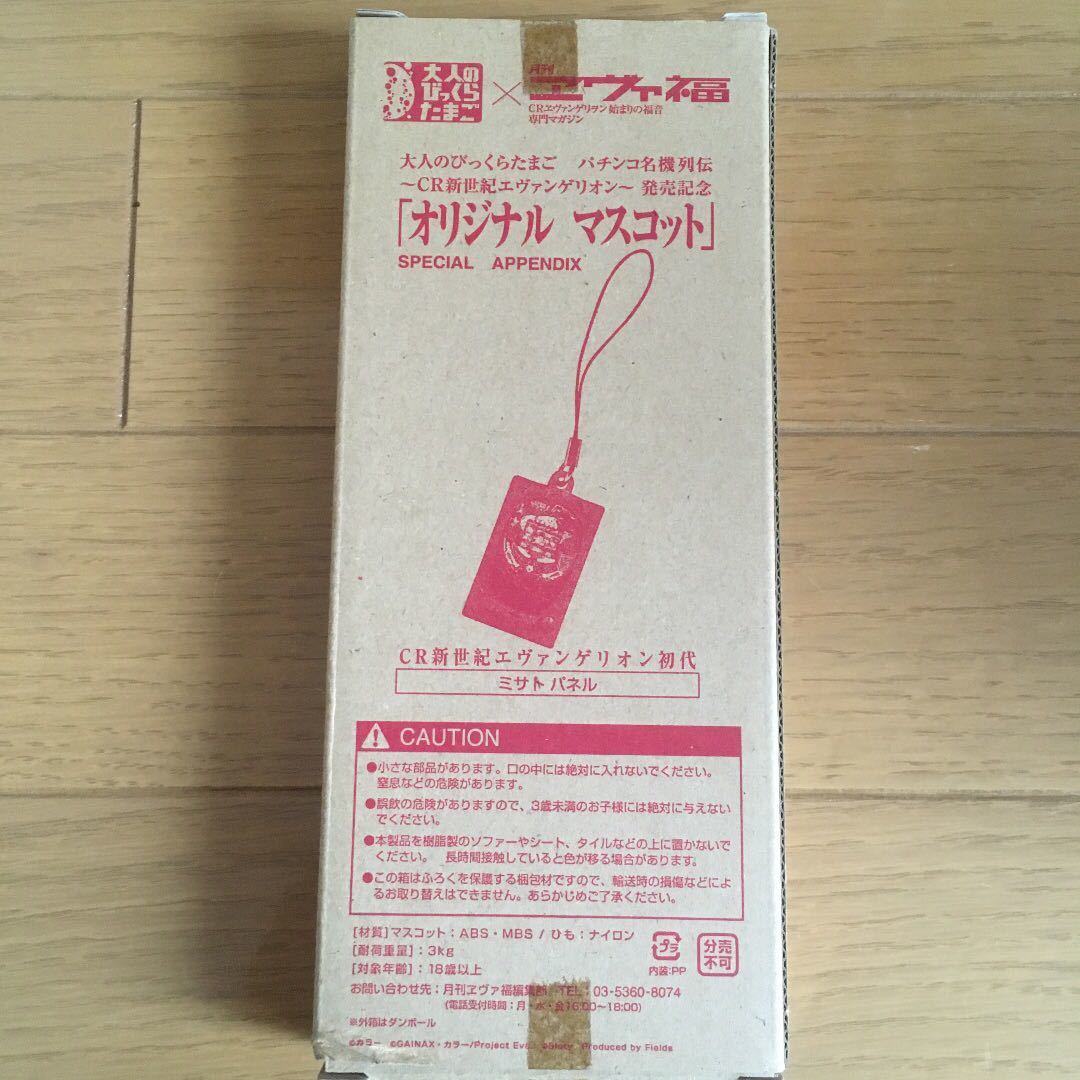 大人の
びっくら
たまご
×
月刊
ヱヴァ福
CRヱヴァンゲリヲン 始まりの福音
専門マガジン
大人のびっくらたまご　パチンコ名機列伝
～CR新世紀エヴァンゲリオン～ 発売記念
「オリジナル マスコット」
SPECIAL APPENDIX
CR新世紀エヴァンゲリオン初代
ミサト パネル
CAUTION
●小さな部品があります。口の中には絶対に入れないでください。
窒息などの危険があります。
●誤飲の危険がありますので、3歳未満のお子様には絶対に与えない
でください。
●本製品を樹脂製のソファーやシート、タイルなどの上に置かないで
ください。　長時間接触していると色が移る場合があります。
●この箱はふろくを保護する梱包材ですので、輸送時の損傷などによ
るお取り替えはできません。あらかじめご了承ください。
[材質]マスコット：ABS・MBS / ひも：ナイロン
[耐荷重量]：3kg
[対象年齢]：18歳以上
プラ
内装:PP
分売
不可
お問い合わせ先：月刊ヱヴァ福編集部　TEL：03-5360-8074
(電話受付時間：月・水・金16:00～18:00)
※外箱はダンボール
©カラー ©GAINAX・カラー/Project Eva. ©Bisty Produced by Fields